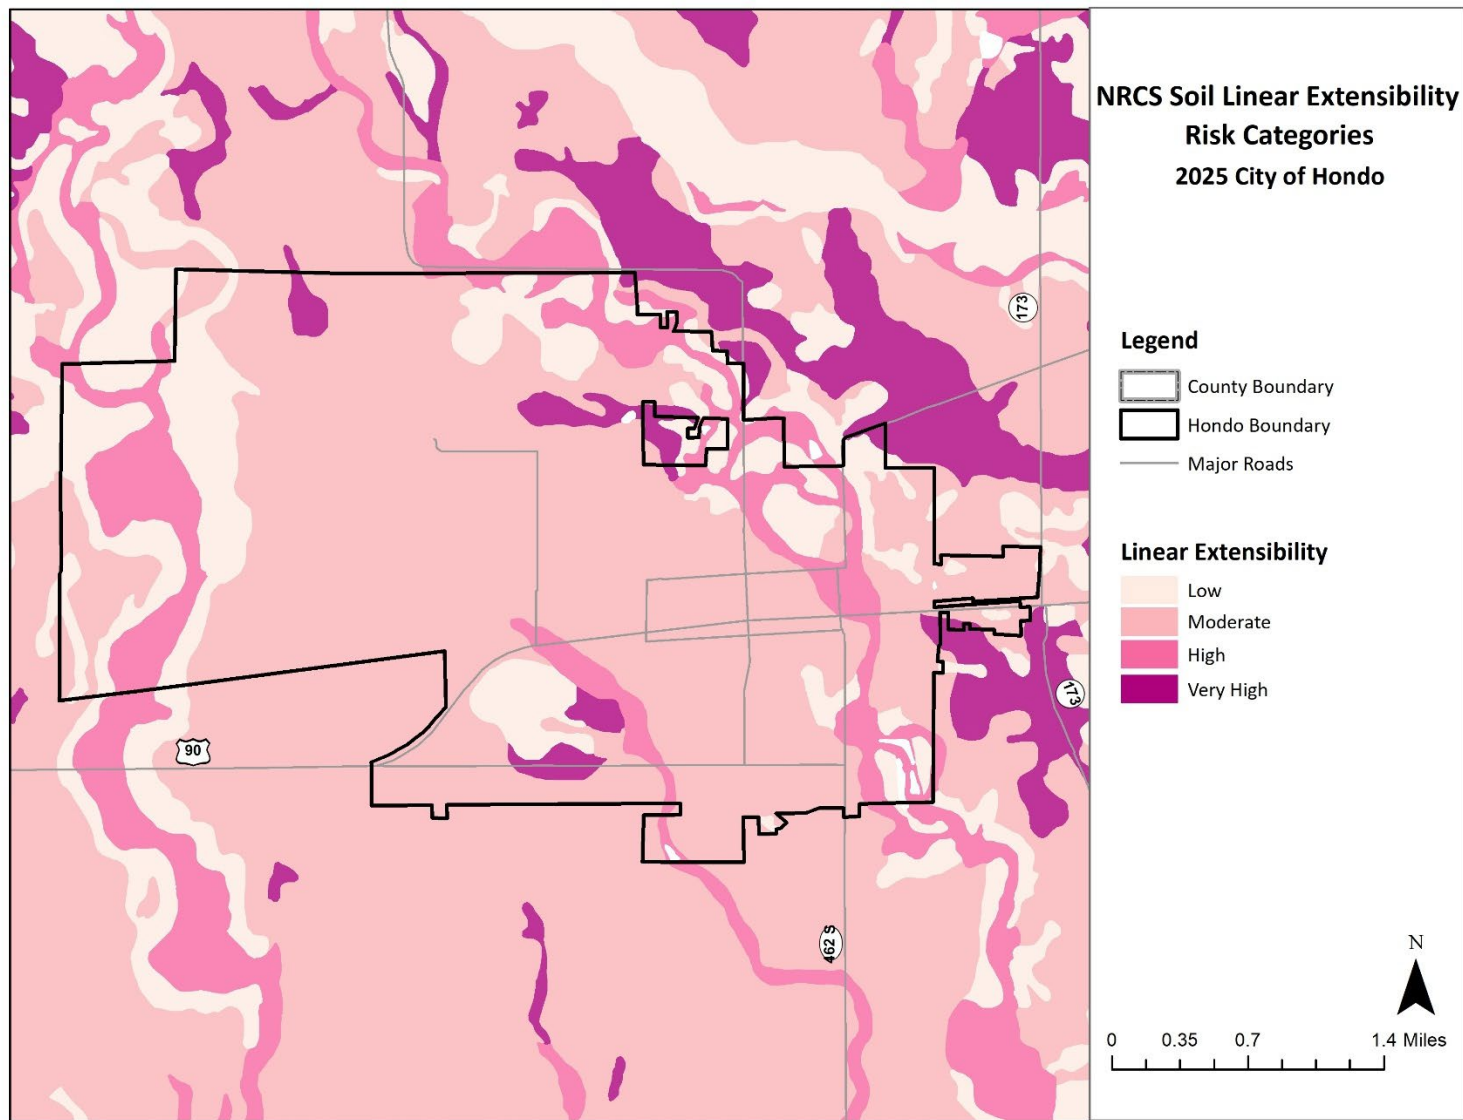 NRCS Soil Linear Extensibility
Risk Categories
2025 City of Hondo
Legend
County Boundary
Hondo Boundary
Major Roads
Linear Extensibility
Low
Moderate
High
Very High
N
0 0.35 0.7 1.4 Miles
173
173
90
462 S